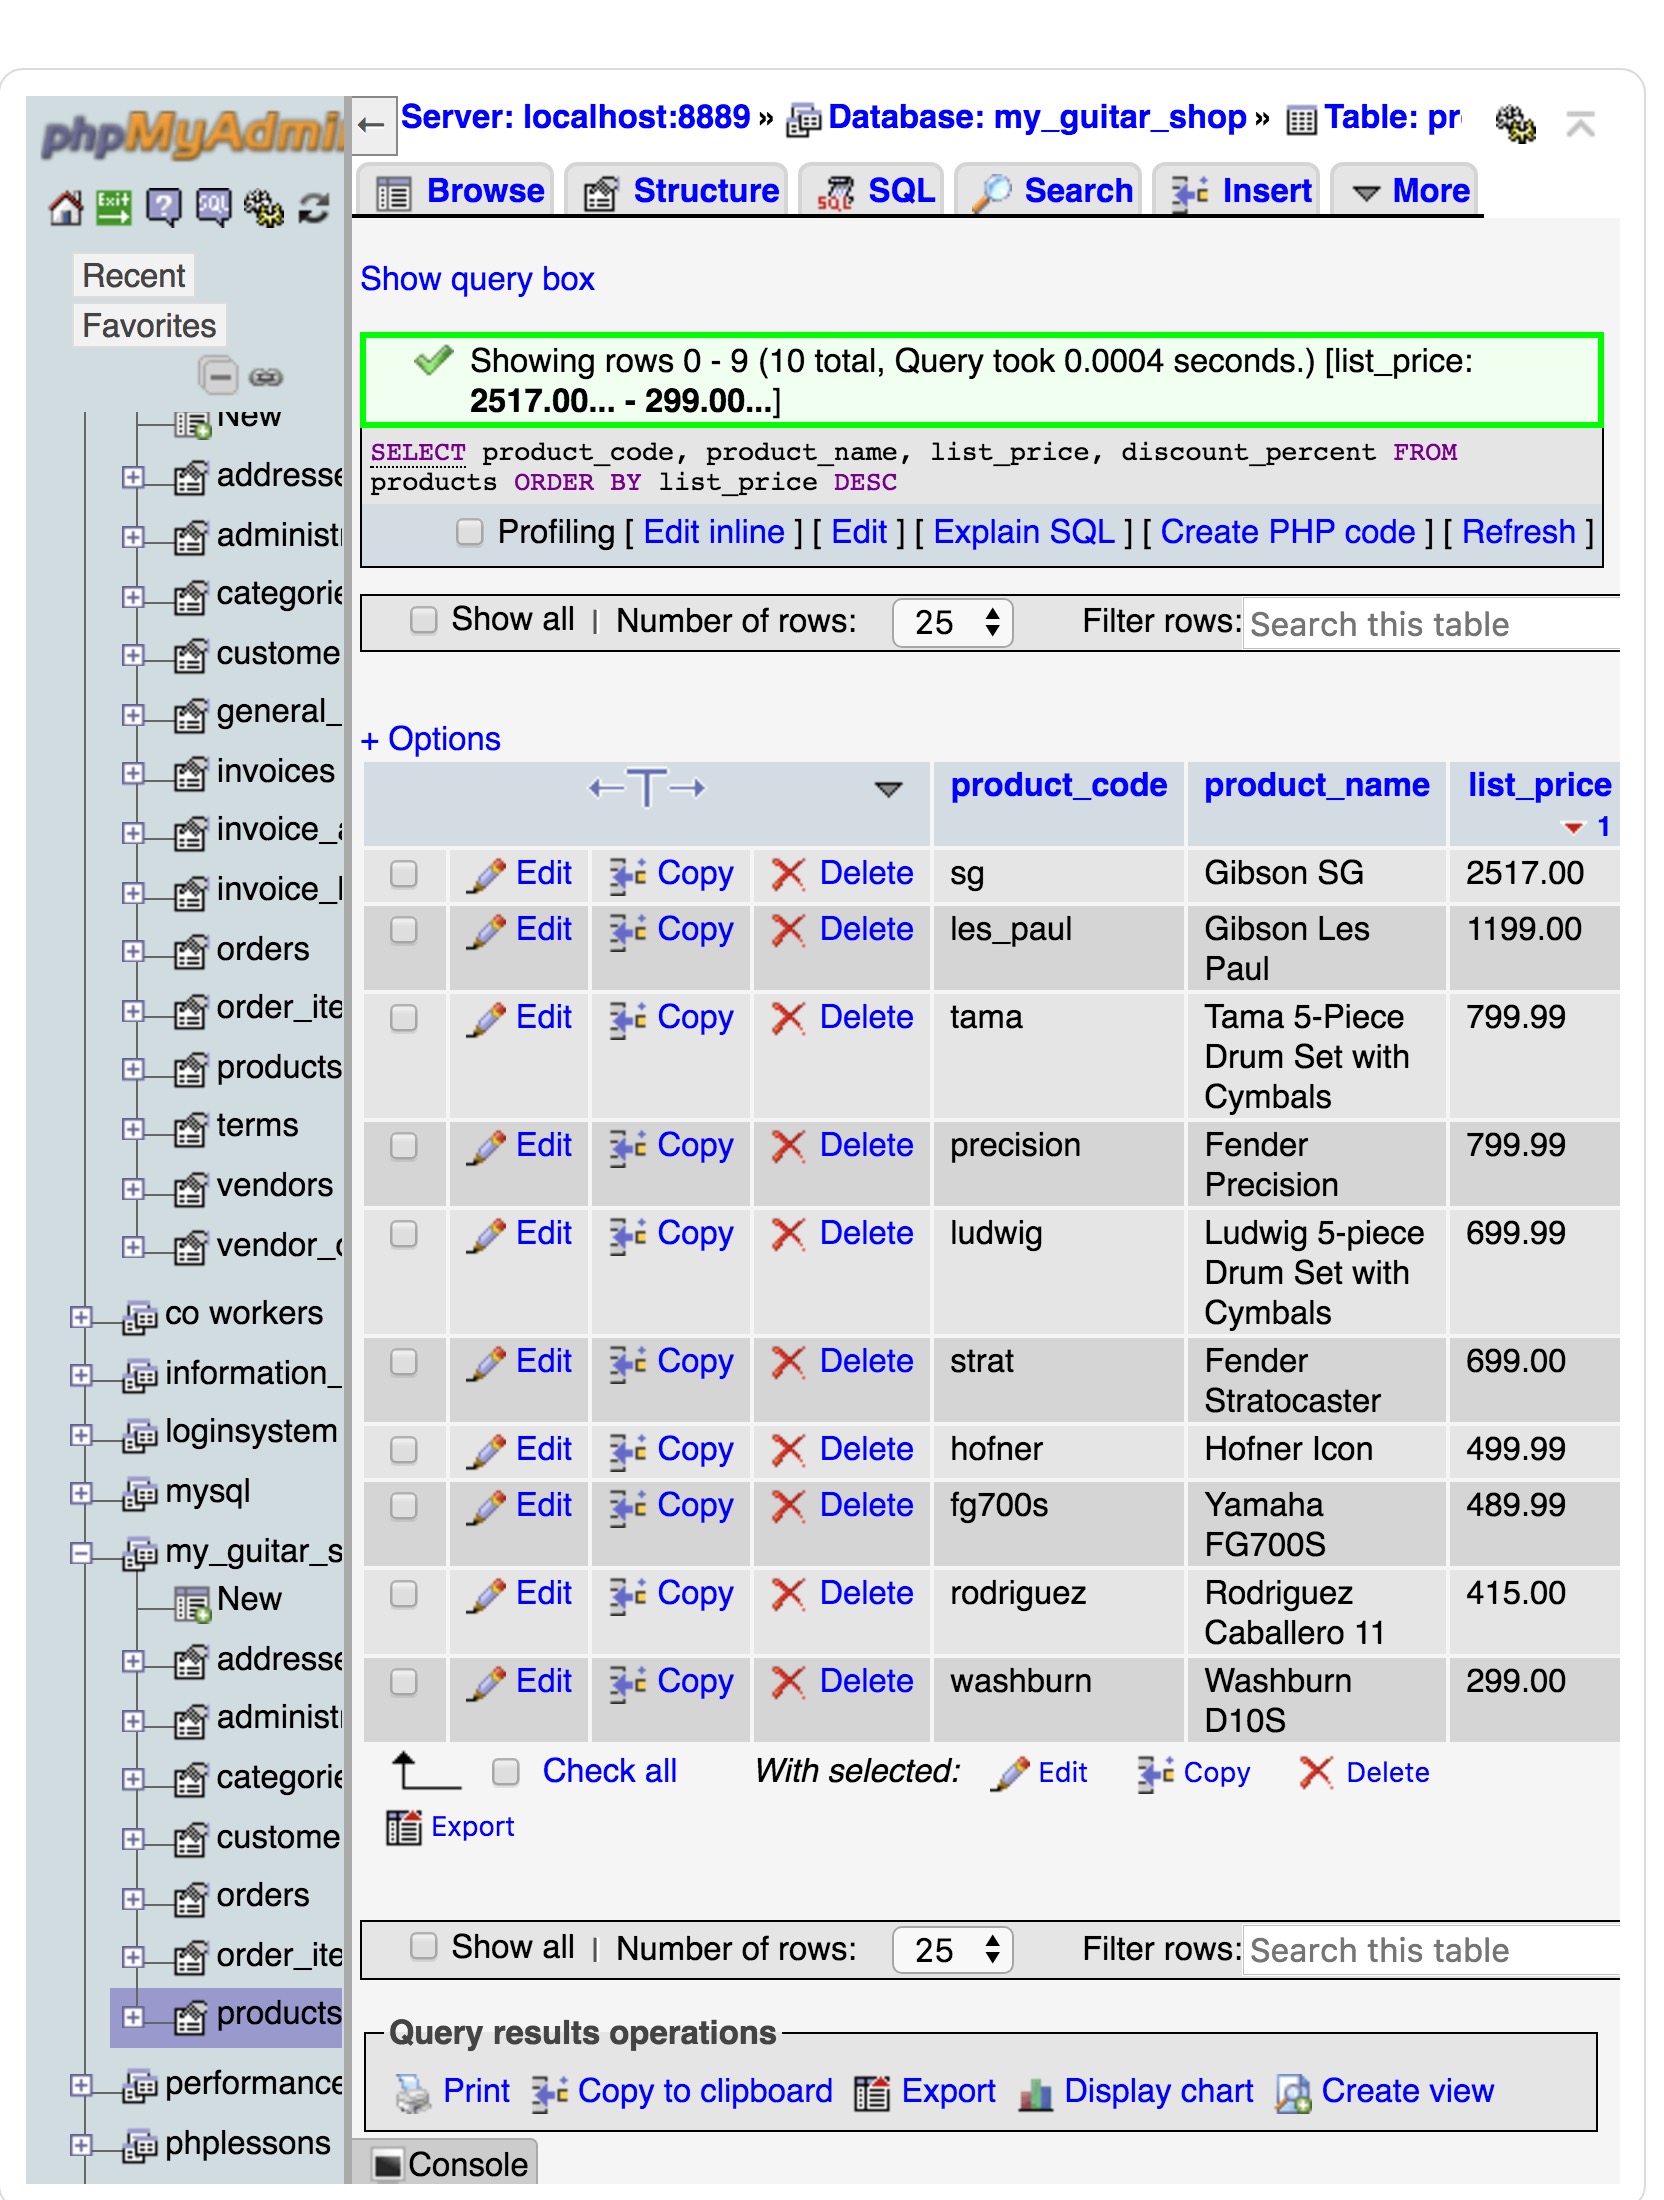 phpMyAdmin
Recent
Favorites
New
addresse
administ
categorie
custome
general_
invoices
invoice_a
invoice_l
orders
order_ite
products
terms
vendors
vendor_c
co workers
information_
loginsystem
mysql
my_guitar_s
New
addresse
administ
categorie
custome
orders
order_ite
products
performance
phplessons
← Server: localhost:8889 » Database: my_guitar_shop » Table: pr
Browse Structure SQL Search Insert More
Show query box
Showing rows 0 - 9 (10 total, Query took 0.0004 seconds.) [list_price:
2517.00... - 299.00...]
SELECT product_code, product_name, list_price, discount_percent FROM
products ORDER BY list_price DESC
Profiling [ Edit inline ] [ Edit ] [ Explain SQL ] [ Create PHP code ] [ Refresh ]
Show all | Number of rows: 25 Filter rows: Search this table
+ Options
←T→ product_code product_name list_price
1
Edit Copy Delete sg Gibson SG 2517.00
Edit Copy Delete les_paul Gibson Les 1199.00
Paul
Edit Copy Delete tama Tama 5-Piece 799.99
Drum Set with
Cymbals
Edit Copy Delete precision Fender 799.99
Precision
Edit Copy Delete ludwig Ludwig 5-piece 699.99
Drum Set with
Cymbals
Edit Copy Delete strat Fender 699.00
Stratocaster
Edit Copy Delete hofner Hofner Icon 499.99
Edit Copy Delete fg700s Yamaha 489.99
FG700S
Edit Copy Delete rodriguez Rodriguez 415.00
Caballero 11
Edit Copy Delete washburn Washburn 299.00
D10S
Check all With selected: Edit Copy Delete
Export
Show all | Number of rows: 25 Filter rows: Search this table
Query results operations
Print Copy to clipboard Export Display chart Create view
Console